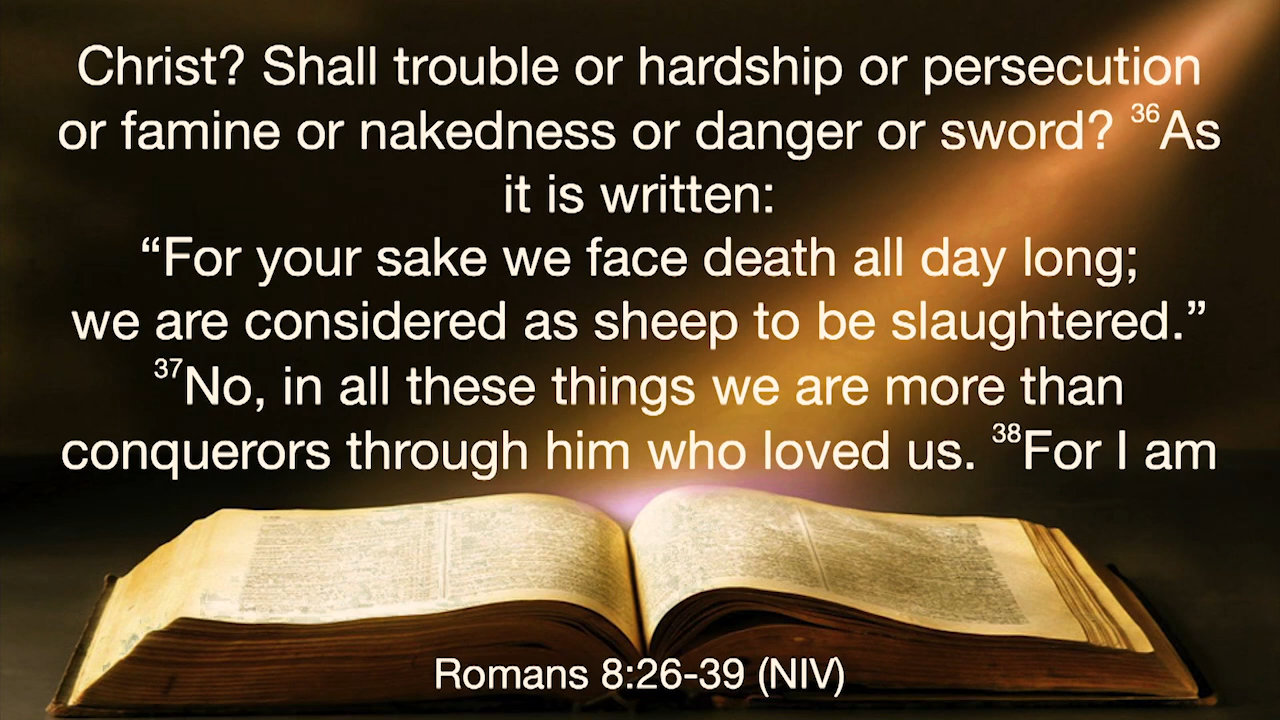 Christ? Shall trouble or hardship or persecution
or famine or nakedness or danger or sword? ³⁶As
it is written:
“For your sake we face death all day long;
we are considered as sheep to be slaughtered.”
³⁷No, in all these things we are more than
conquerors through him who loved us. ³⁸For I am
Romans 8:26-39 (NIV)